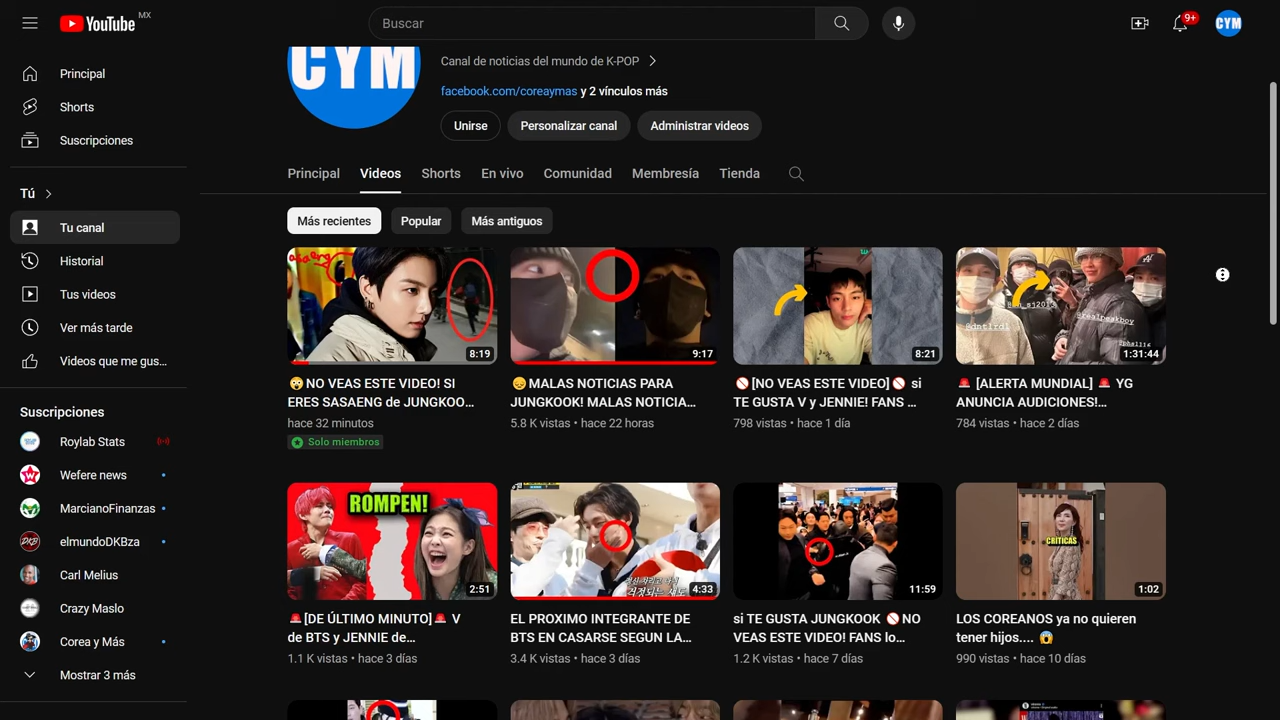 YouTube MX
Buscar
9+
CYM
Principal
Shorts
Suscripciones
Tú
Tu canal
Historial
Tus videos
Ver más tarde
Videos que me gus...
Suscripciones
Roylab Stats
Wefere news
MarcianoFinanzas
elmundoDKBza
Carl Melius
Crazy Maslo
Corea y Más
Mostrar 3 más
CYM
Canal de noticias del mundo de K-POP
facebook.com/coreaymas y 2 vínculos más
Unirse
Personalizar canal
Administrar videos
Principal
Videos
Shorts
En vivo
Comunidad
Membresía
Tienda
Más recientes
Popular
Más antiguos
8:19
😳NO VEAS ESTE VIDEO! SI
ERES SASAENG de JUNGKOO...
hace 32 minutos
Solo miembros
9:17
😞MALAS NOTICIAS PARA
JUNGKOOK! MALAS NOTICIA...
5.8 K vistas • hace 22 horas
8:21
🚫[NO VEAS ESTE VIDEO]🚫 si
TE GUSTA V y JENNIE! FANS ...
798 vistas • hace 1 día
@realpeakboy
1:31:44
🚨 [ALERTA MUNDIAL] 🚨 YG
ANUNCIA AUDICIONES!...
784 vistas • hace 2 días
ROMPEN!
2:51
🚨[DE ÚLTIMO MINUTO]🚨 V
de BTS y JENNIE de...
1.1 K vistas • hace 3 días
4:33
EL PROXIMO INTEGRANTE DE
BTS EN CASARSE SEGUN LA...
3.4 K vistas • hace 3 días
11:59
si TE GUSTA JUNGKOOK 🚫NO
VEAS ESTE VIDEO! FANS lo...
1.2 K vistas • hace 7 días
CRÍTICAS
1:02
LOS COREANOS ya no quieren
tener hijos.... 😱
990 vistas • hace 10 días